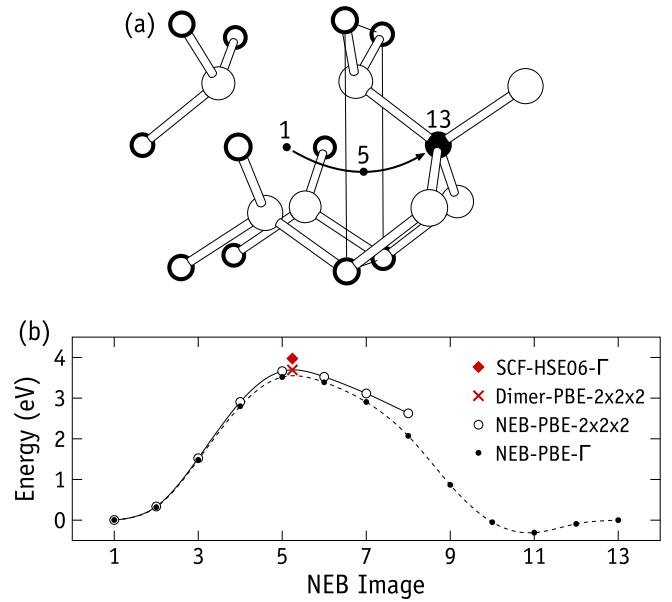 (a)
13
1
5
(b)
4
3
2
1
0
Energy (eV)
SCF-HSE06-Γ
Dimer-PBE-2x2x2
NEB-PBE-2x2x2
NEB-PBE-Γ
1 3 5 7 9 11 13
NEB Image